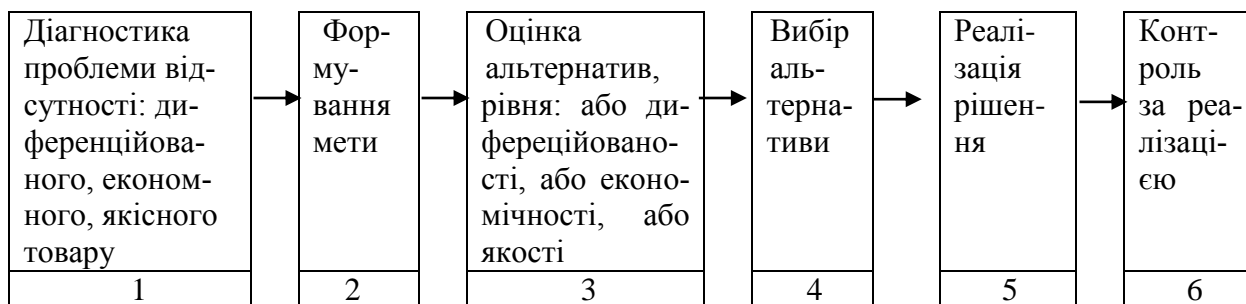 Діагностика
проблеми від-
сутності: ди-
ференційова-
ного, економ-
ного, якісного
товару
1
Фор-
му-
вання
мети
2
Оцінка
альтернатив,
рівня: або ди-
фереційовано-
сті, або еконо-
мічності, або
якості
3
Вибір
аль-
терна-
тиви
4
Реалі-
зація
рішен-
ня
5
Конт-
роль
за реа-
лізаці-
єю
6